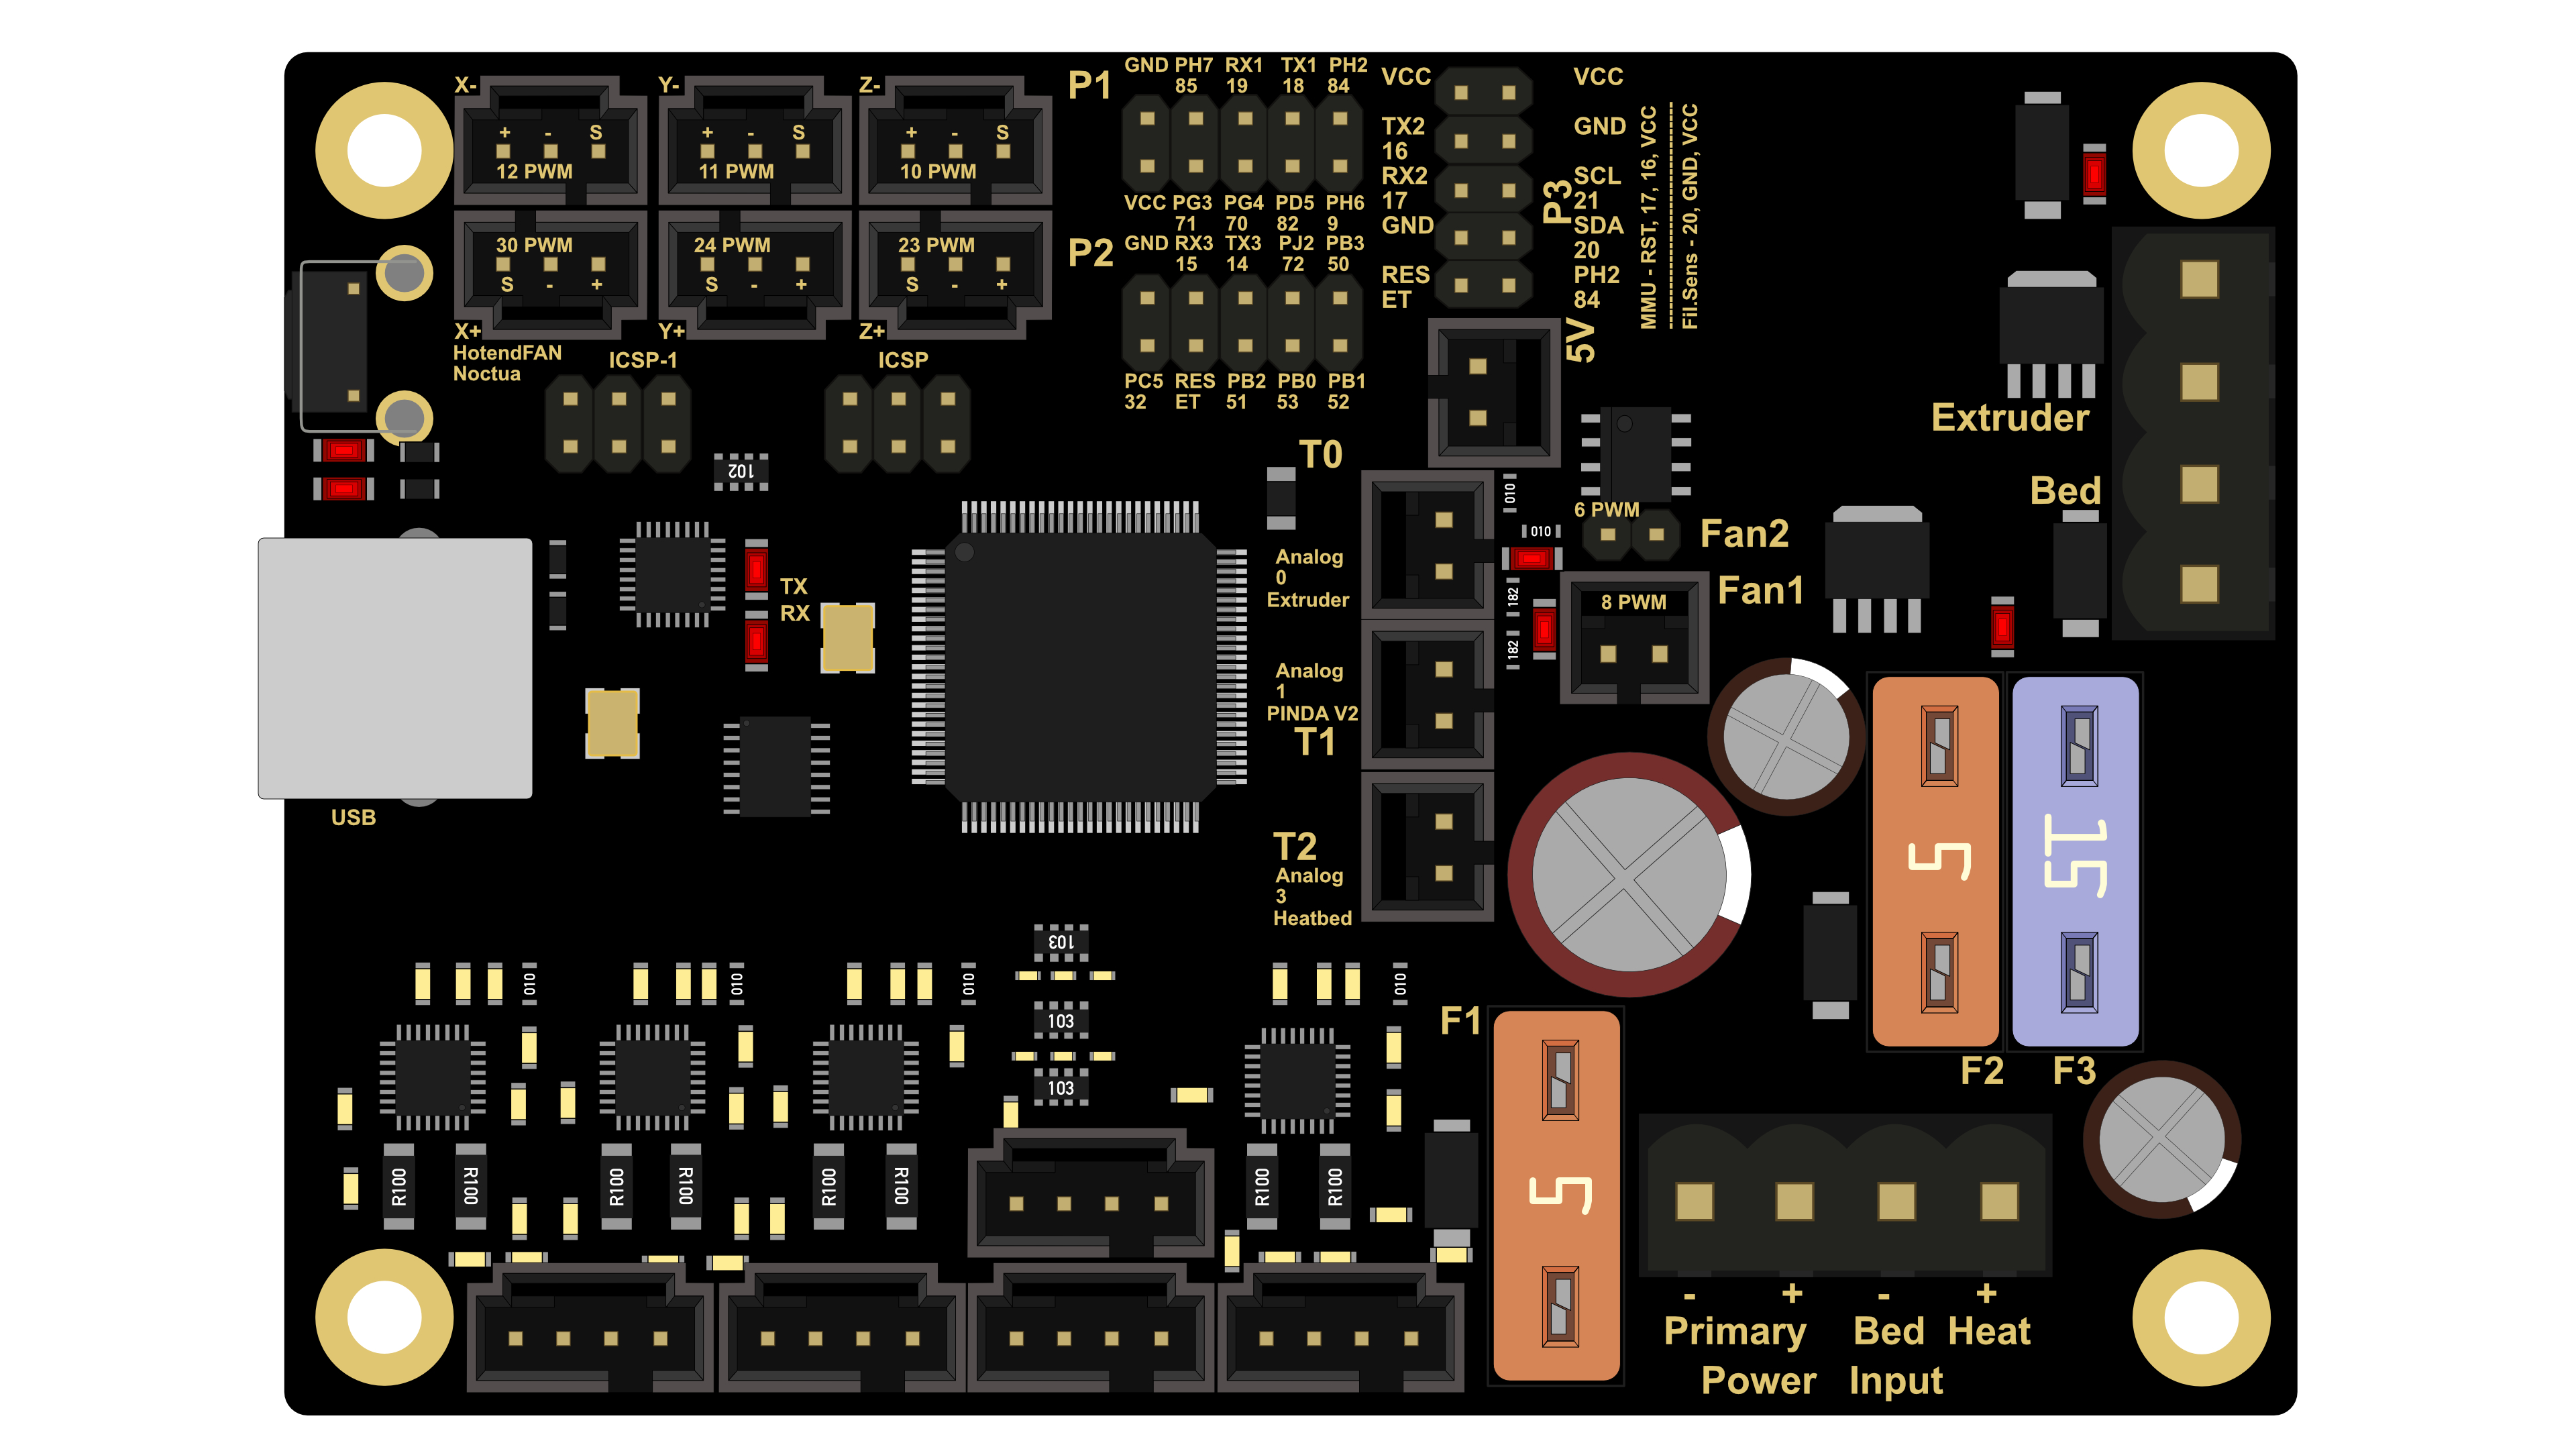 X-
+ - S
12 PWM
Y-
+ - S
11 PWM
Z-
+ - S
10 PWM
30 PWM
S - +
X+
24 PWM
S - +
Y+
23 PWM
S - +
Z+
HotendFAN
Noctua
ICSP-1
ICSP
P1
GND PH7 RX1 TX1 PH2
85 19 18 84
VCC PG3 PG4 PD5 PH6
71 70 82 9
P2
GND RX3 TX3 PJ2 PB3
15 14 72 50
PC5 RES PB2 PB0 PB1
32 ET 51 53 52
VCC
TX2
16
RX2
17
GND
RES
ET
P3
VCC
GND
SCL
21
SDA
20
PH2
84
MMU - RST, 17, 16, VCC
Fil.Sens - 20, GND, VCC
5V
Extruder
Bed
102
T0
010
010
6 PWM
Fan2
Analog
0
Extruder
182
182
8 PWM
Fan1
TX
RX
Analog
1
PINDA V2
T1
USB
T2
Analog
3
Heatbed
5
15
F2
F3
103
010
010
010
103
010
103
F1
5
R100
R100
R100
R100
R100
R100
R100
R100
- + - +
Primary Bed Heat
Power Input